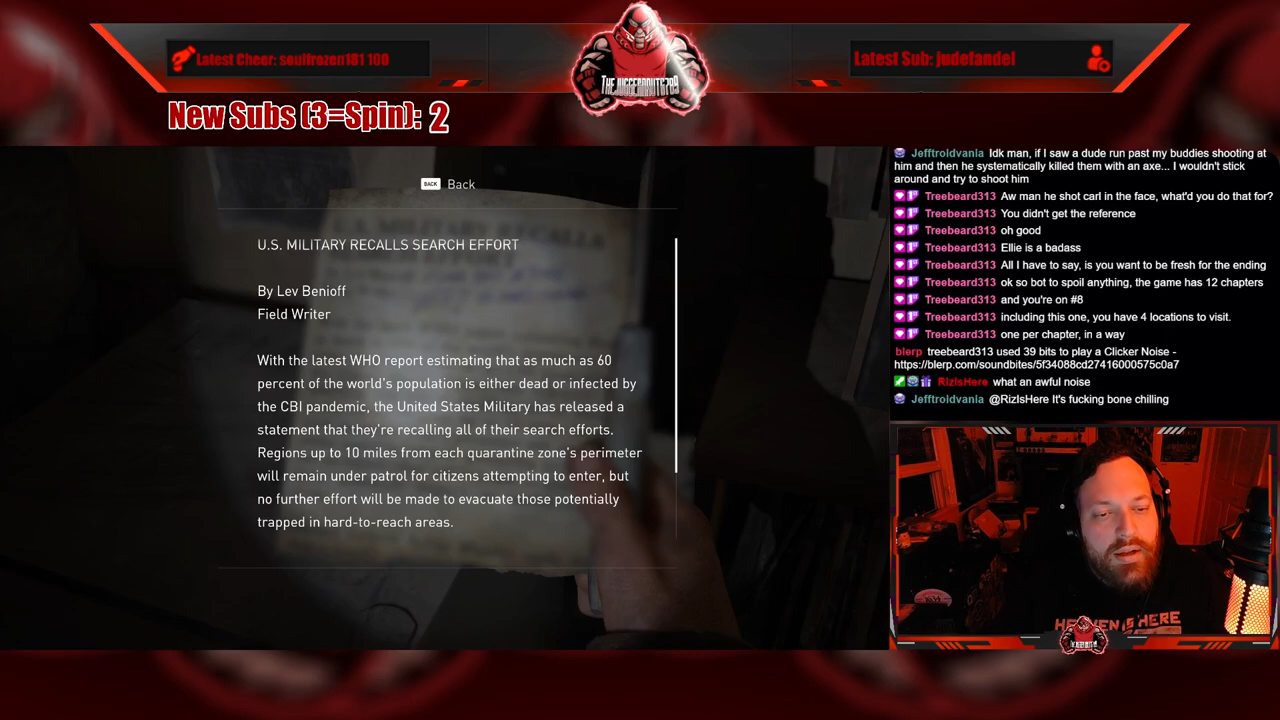 Latest Cheer: soulfrozen181 100
THEJUGGERNAUT6789
Latest Sub: judefandel
New Subs (3=Spin): 2
BACK Back
U.S. MILITARY RECALLS SEARCH EFFORT
By Lev Benioff
Field Writer
With the latest WHO report estimating that as much as 60
percent of the world's population is either dead or infected by
the CBI pandemic, the United States Military has released a
statement that they're recalling all of their search efforts.
Regions up to 10 miles from each quarantine zone's perimeter
will remain under patrol for citizens attempting to enter, but
no further effort will be made to evacuate those potentially
trapped in hard-to-reach areas.
Jefftroldvania Idk man, if I saw a dude run past my buddies shooting at
him and then he systematically killed them with an axe... I wouldn't stick
around and try to shoot him
Treebeard313 Aw man he shot carl in the face, what'd you do that for?
Treebeard313 You didn't get the reference
Treebeard313 oh good
Treebeard313 Ellie is a badass
Treebeard313 All I have to say, is you want to be fresh for the ending
Treebeard313 ok so bot to spoil anything, the game has 12 chapters
Treebeard313 and you're on #8
Treebeard313 including this one, you have 4 locations to visit.
Treebeard313 one per chapter, in a way
blerp treebeard313 used 39 bits to play a Clicker Noise -
https://blerp.com/soundbites/5f34088cd27416000575c0a7
RizIsHere what an awful noise
Jefftroldvania @RizIsHere It's fucking bone chilling
HEAVEN IS HERE